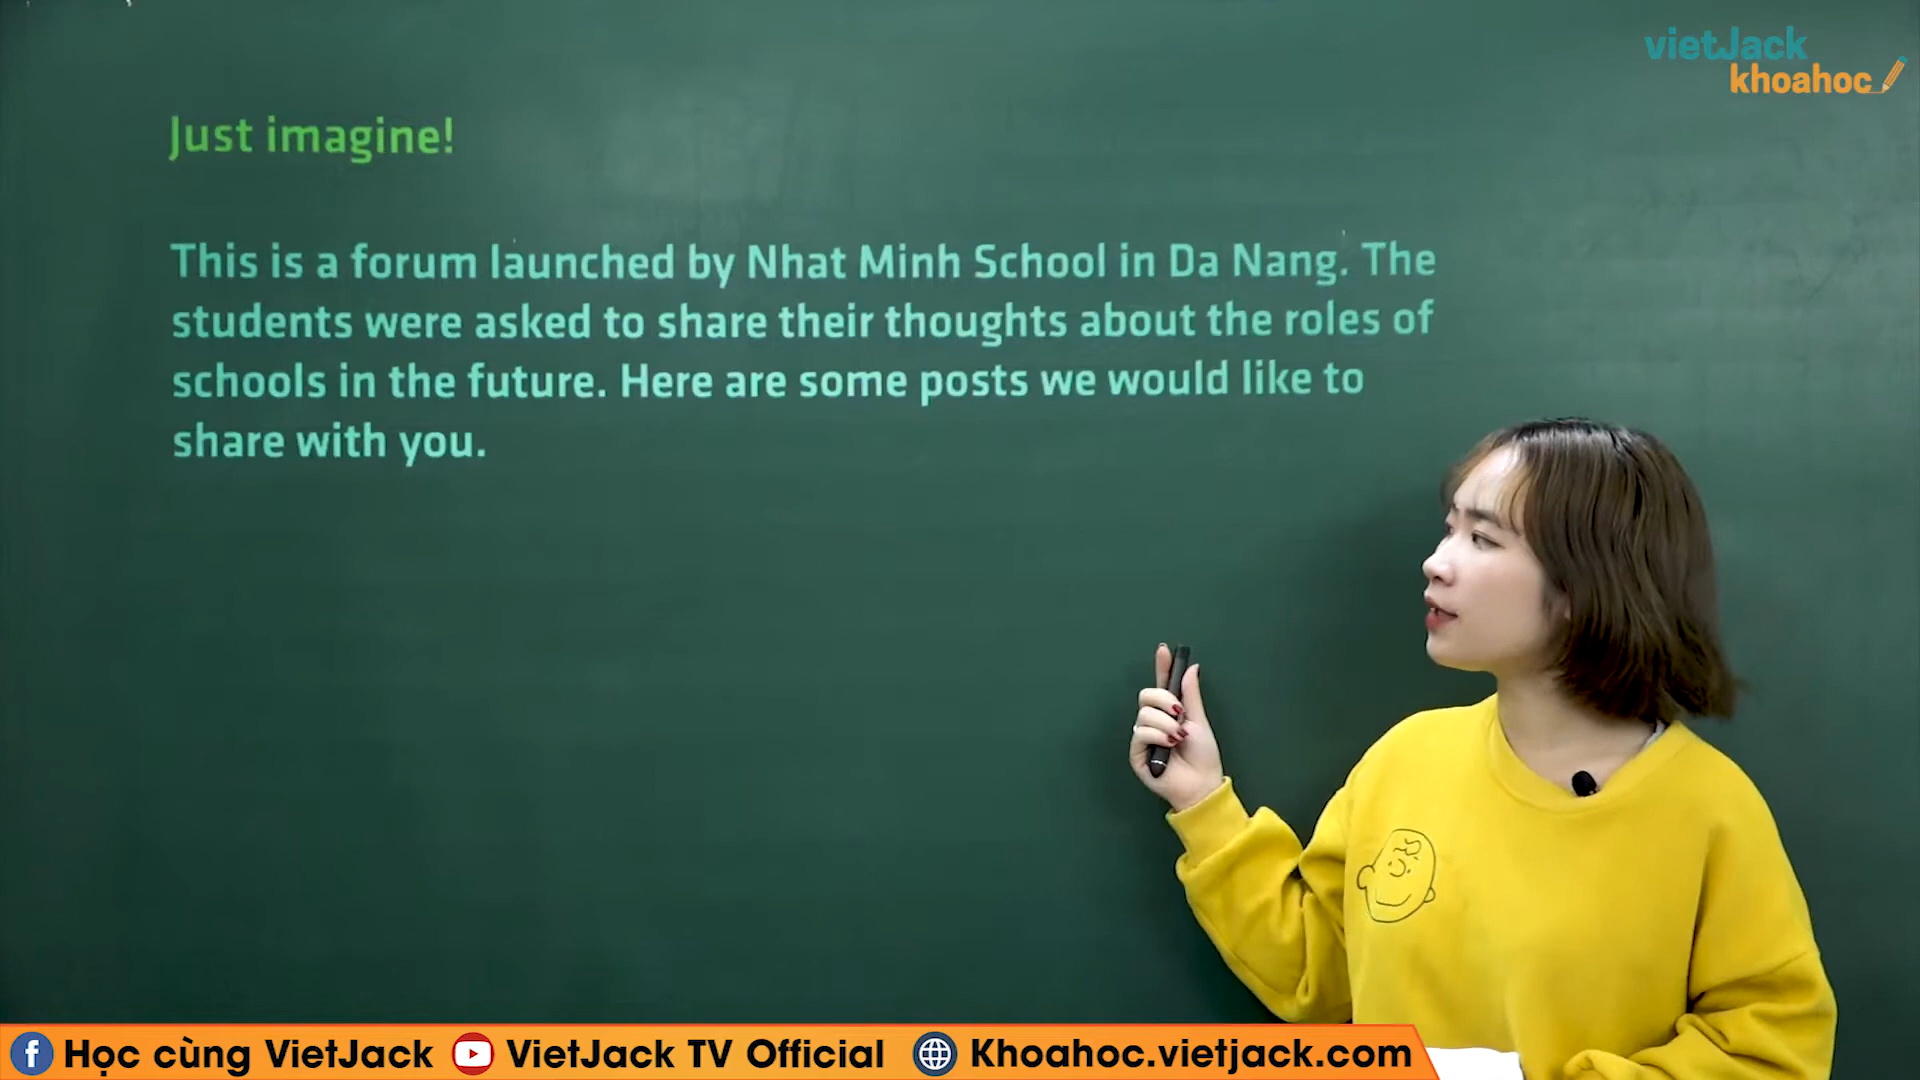 vietJack
khoahoc
Just imagine!
This is a forum launched by Nhat Minh School in Da Nang. The
students were asked to share their thoughts about the roles of
schools in the future. Here are some posts we would like to
share with you.
Học cùng VietJack VietJack TV Official Khoahoc.vietjack.com